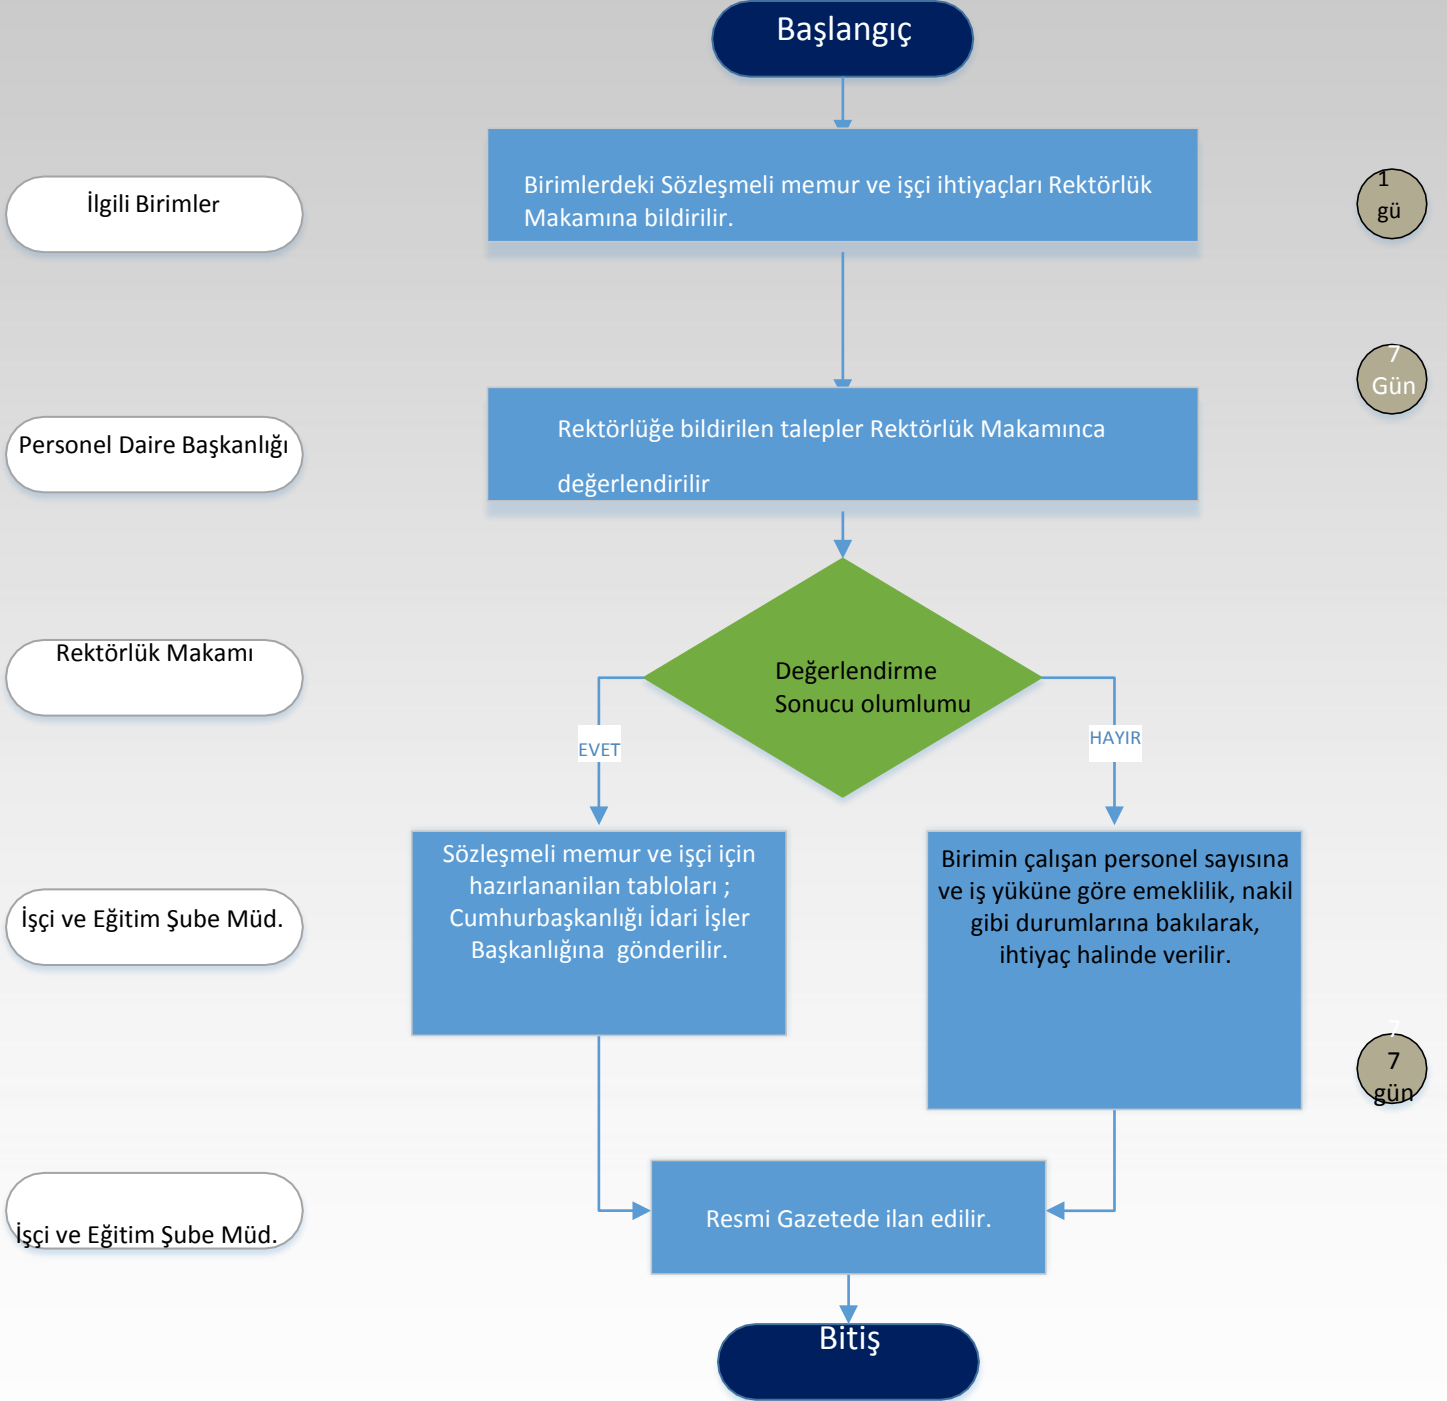 Başlangıç
İlgili Birimler
Birimlerdeki Sözleşmeli memur ve işçi ihtiyaçları Rektörlük
Makamına bildirilir.
1
gü
7
Gün
Personel Daire Başkanlığı
Rektörlüğe bildirilen talepler Rektörlük Makamınca
değerlendirilir
Rektörlük Makamı
Değerlendirme
Sonucu olumlumu
EVET
HAYIR
İşçi ve Eğitim Şube Müd.
Sözleşmeli memur ve işçi için
hazırlananilan tabloları ;
Cumhurbaşkanlığı İdari İşler
Başkanlığına gönderilir.
Birimin çalışan personel sayısına
ve iş yüküne göre emeklilik, nakil
gibi durumlarına bakılarak,
ihtiyaç halinde verilir.
7
7
gün
İşçi ve Eğitim Şube Müd.
Resmi Gazetede ilan edilir.
Bitiş